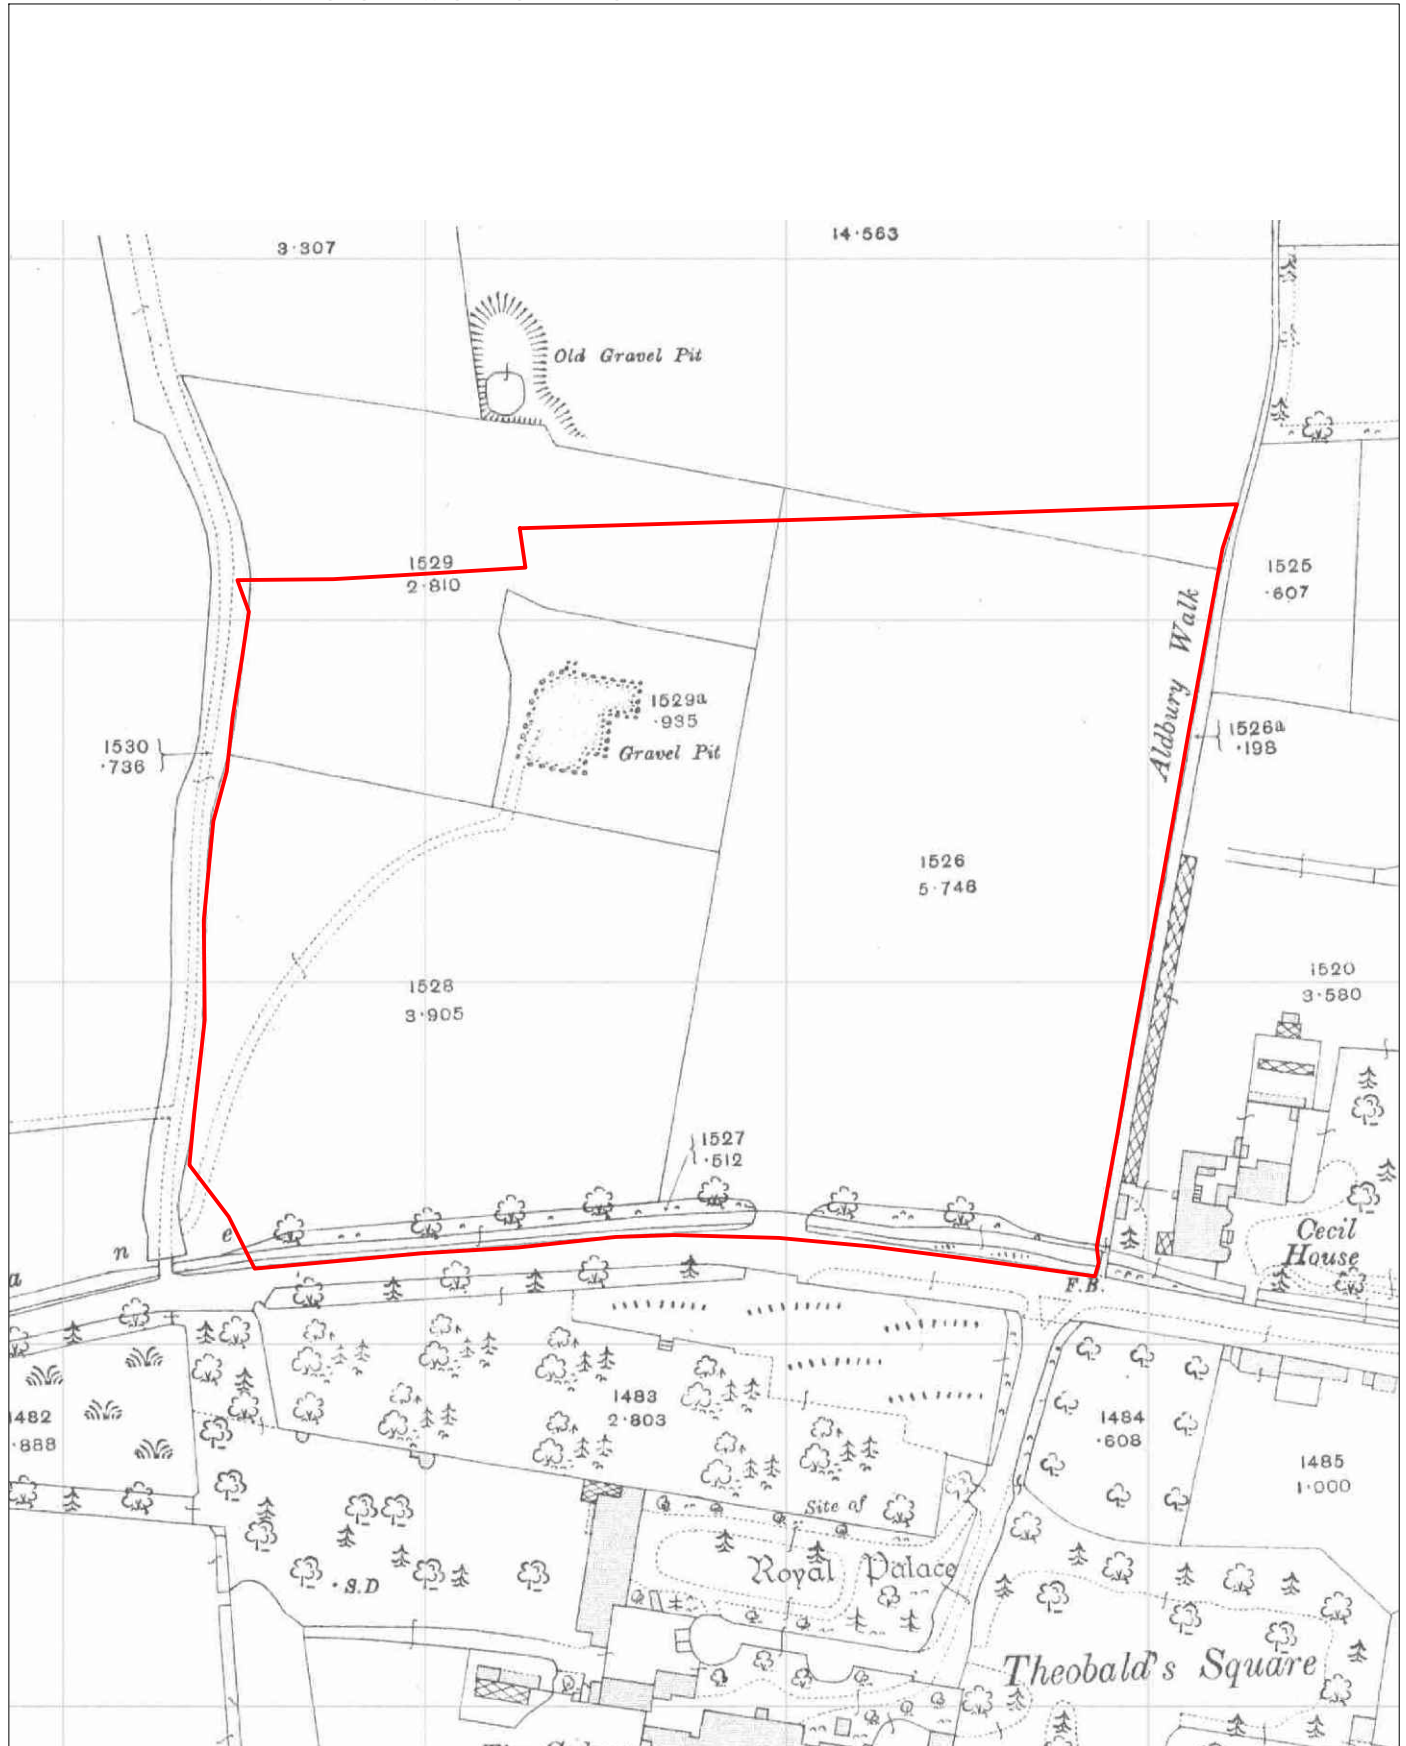 3·307
14·563
Old Gravel Pit
1529
2·810
1525
·607
Aldbury Walk
1529a
·935
Gravel Pit
1530
·736
1526a
·198
1526
5·748
1528
3·905
1520
3·580
1527
·512
n
e
a
Cecil
House
F.B.
1482
·888
1483
2·803
1484
·608
1485
1·000
Site of
Royal Palace
S.D
Theobald's Square